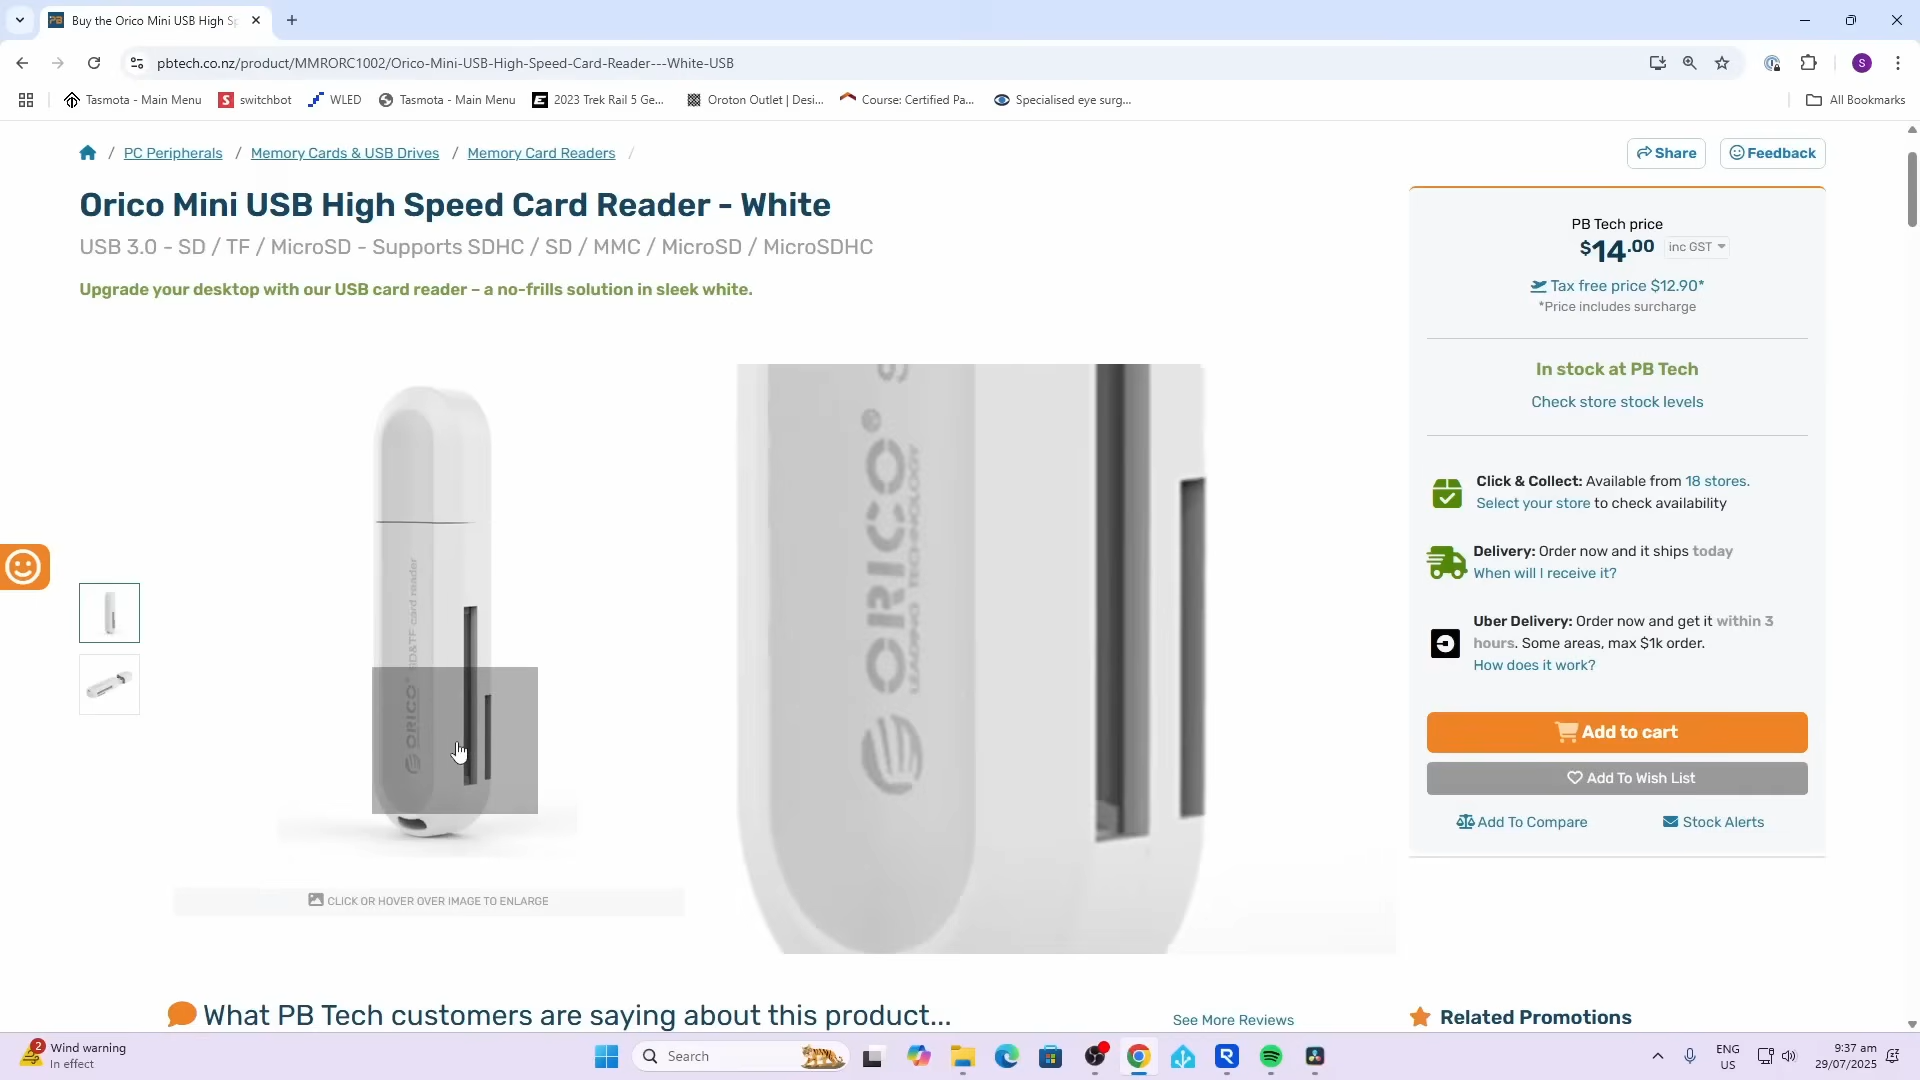 Buy the Orico Mini USB High Sp
pbtech.co.nz/product/MMRORC1002/Orico-Mini-USB-High-Speed-Card-Reader---White-USB
S
Tasmota - Main Menu
switchbot
WLED
Tasmota - Main Menu
2023 Trek Rail 5 Ge...
Oroton Outlet | Desi...
Course: Certified Pa...
Specialised eye surg...
All Bookmarks
/ PC Peripherals / Memory Cards & USB Drives / Memory Card Readers /
Share
Feedback
Orico Mini USB High Speed Card Reader - White
USB 3.0 - SD / TF / MicroSD - Supports SDHC / SD / MMC / MicroSD / MicroSDHC
Upgrade your desktop with our USB card reader – a no-frills solution in sleek white.
ORICO® SD&TF card reader
ORICO®
LEADING TECHNOLOGY
CLICK OR HOVER OVER IMAGE TO ENLARGE
PB Tech price
$14.00 inc GST
Tax free price $12.90*
*Price includes surcharge
In stock at PB Tech
Check store stock levels
Click & Collect: Available from 18 stores.
Select your store to check availability
Delivery: Order now and it ships today
When will I receive it?
Uber Delivery: Order now and get it within 3
hours. Some areas, max $1k order.
How does it work?
Add to cart
Add To Wish List
Add To Compare
Stock Alerts
What PB Tech customers are saying about this product...
See More Reviews
Related Promotions
2
Wind warning
In effect
Search
ENG
US
9:37 am
29/07/2025